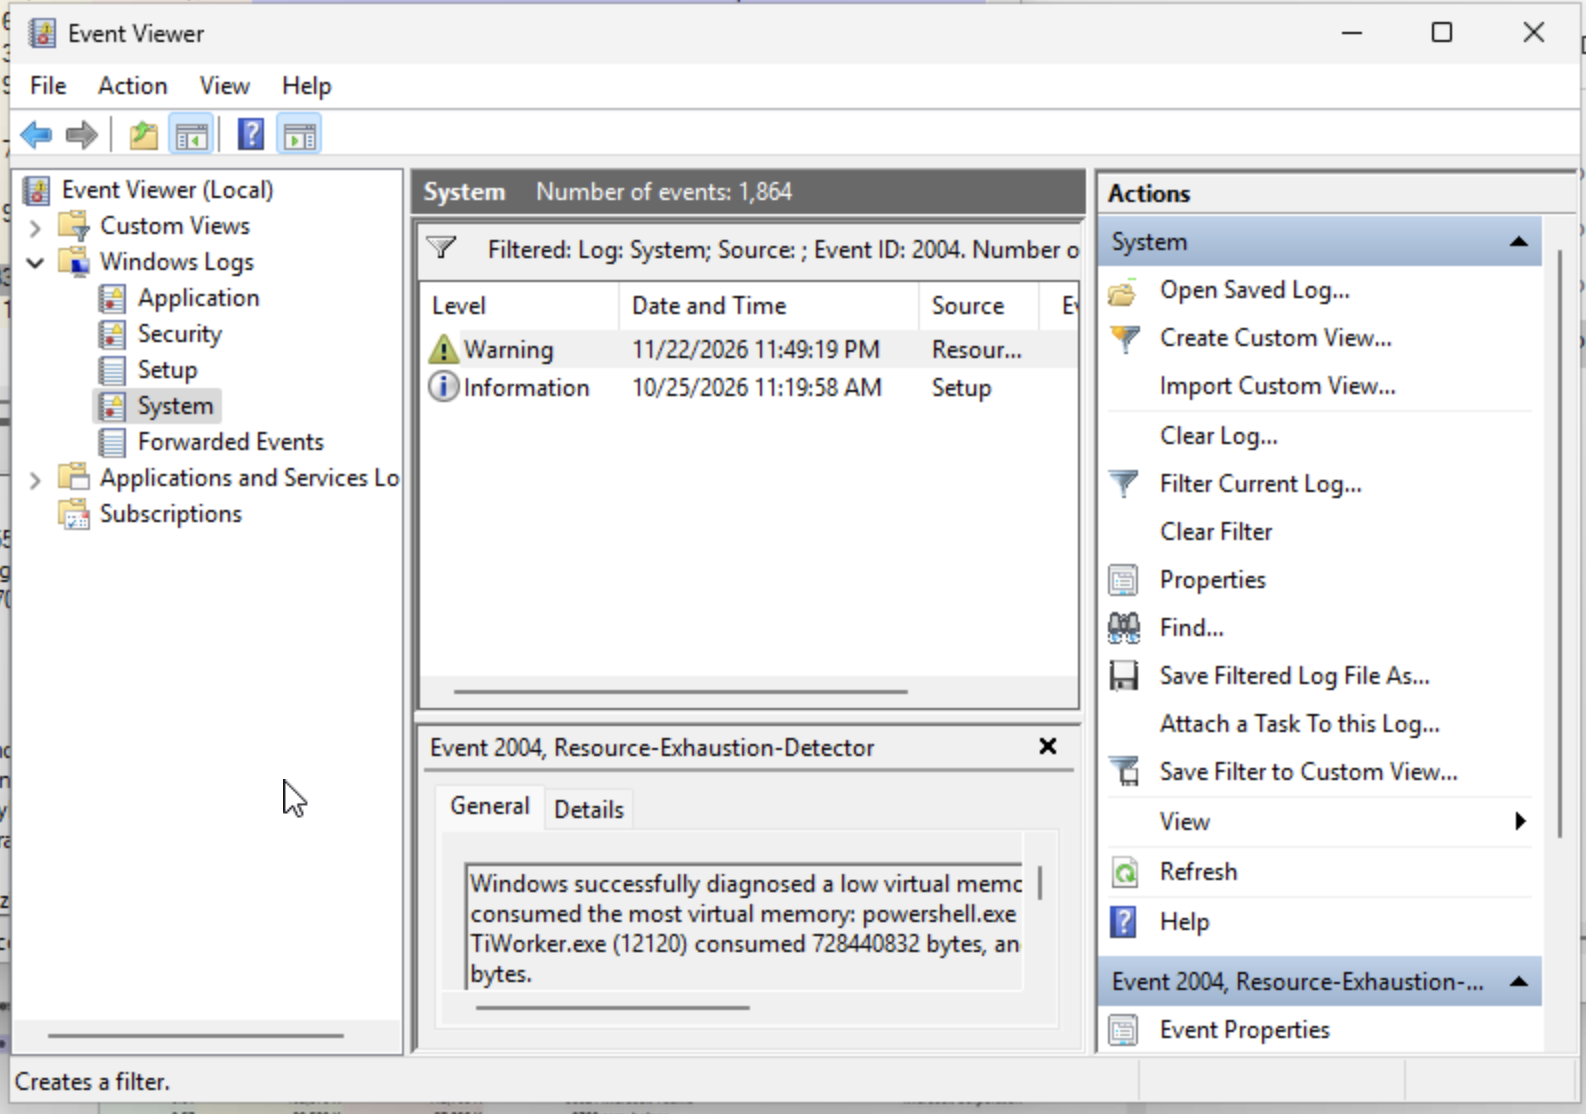 Event Viewer
File Action View Help
Event Viewer (Local)
Custom Views
Windows Logs
Application
Security
Setup
System
Forwarded Events
Applications and Services Lo
Subscriptions
System Number of events: 1,864
Filtered: Log: System; Source: ; Event ID: 2004. Number o
Level Date and Time Source Ev
Warning 11/22/2026 11:49:19 PM Resour...
Information 10/25/2026 11:19:58 AM Setup
Event 2004, Resource-Exhaustion-Detector
General Details
Windows successfully diagnosed a low virtual memo
consumed the most virtual memory: powershell.exe
TiWorker.exe (12120) consumed 728440832 bytes, an
bytes.
Actions
System
Open Saved Log...
Create Custom View...
Import Custom View...
Clear Log...
Filter Current Log...
Clear Filter
Properties
Find...
Save Filtered Log File As...
Attach a Task To this Log...
Save Filter to Custom View...
View
Refresh
Help
Event 2004, Resource-Exhaustion-...
Event Properties
Creates a filter.